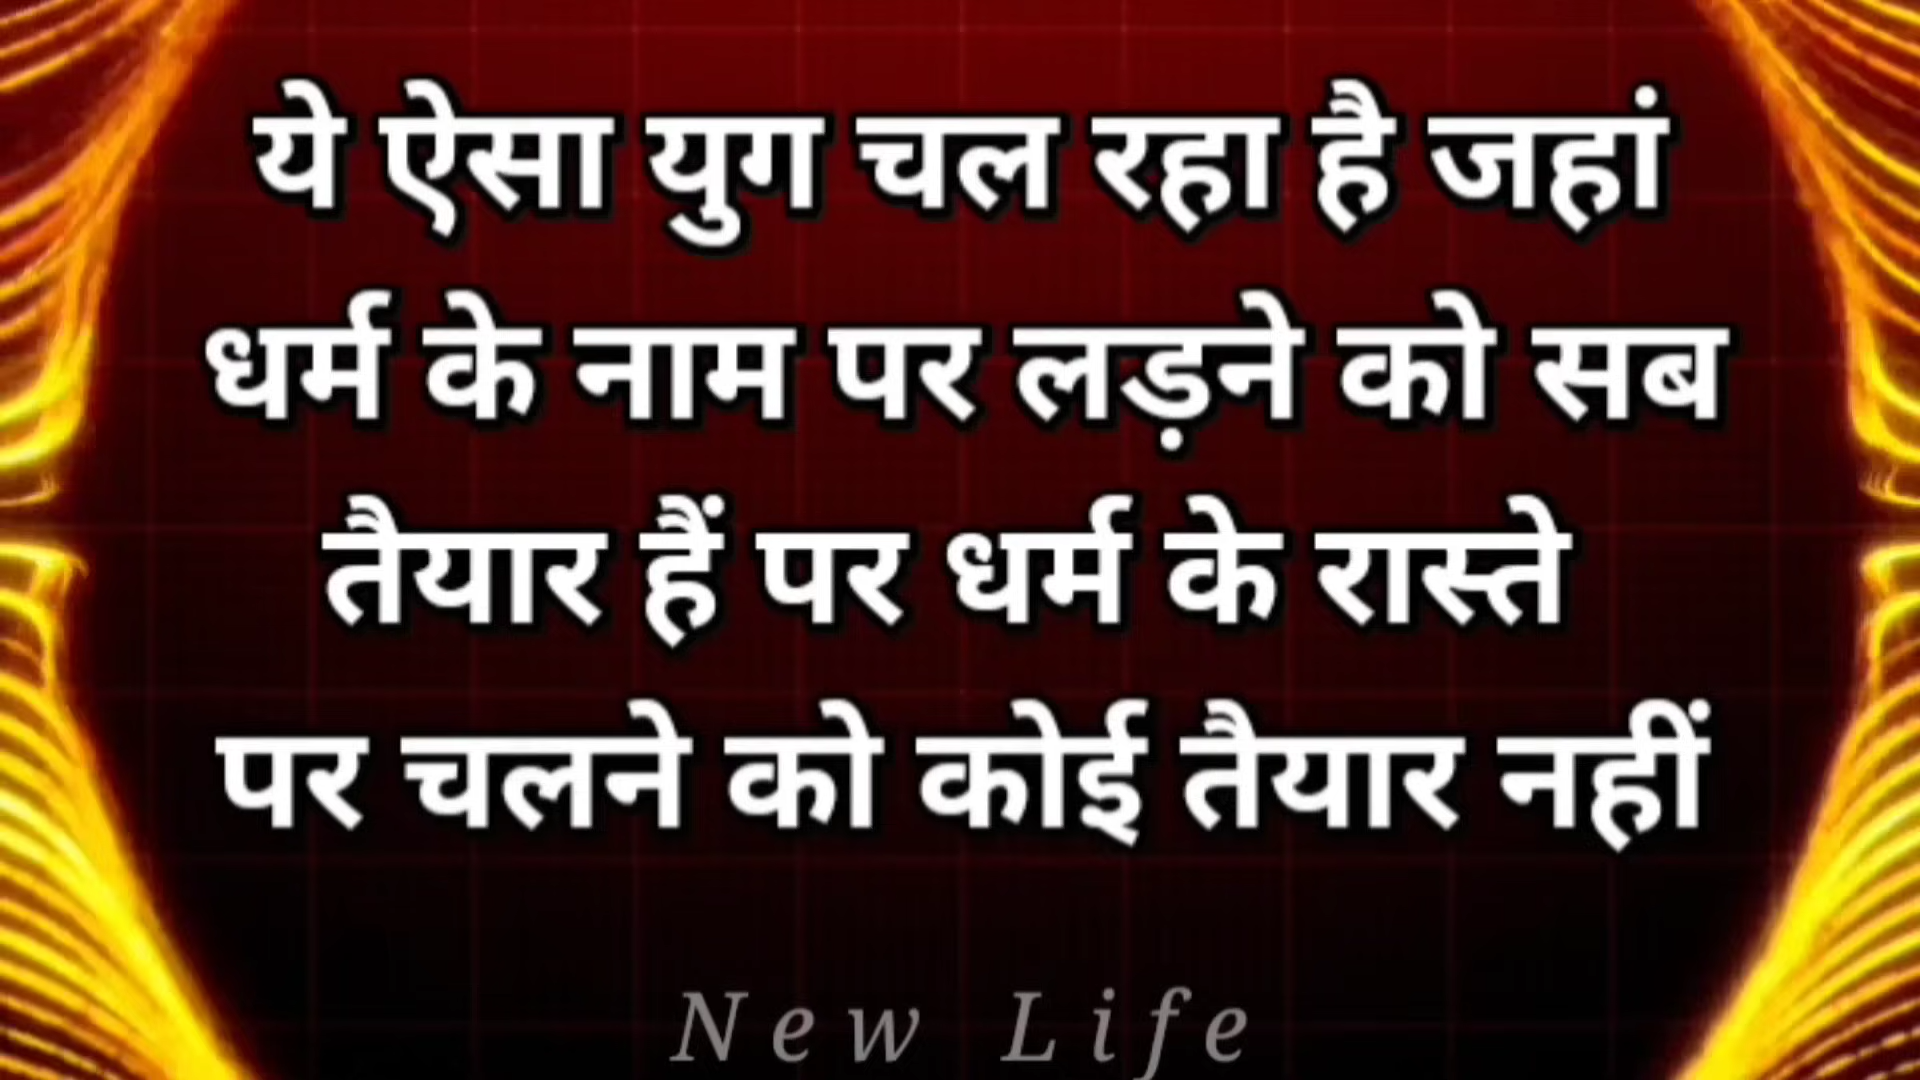 ये ऐसा युग चल रहा है जहां
धर्म के नाम पर लड़ने को सब
तैयार हैं पर धर्म के रास्ते
पर चलने को कोई तैयार नहीं
New Life